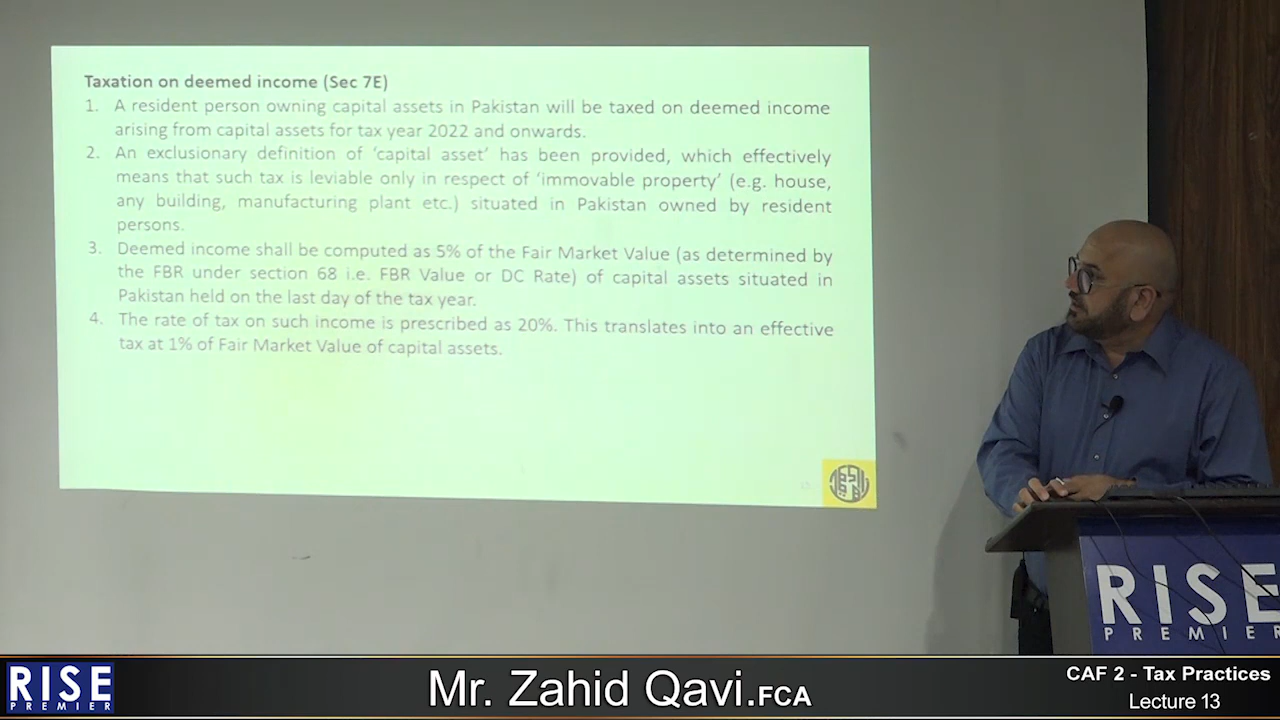 Taxation on deemed income (Sec 7E)
1. A resident person owning capital assets in Pakistan will be taxed on deemed income
arising from capital assets for tax year 2022 and onwards.
2. An exclusionary definition of 'capital asset' has been provided, which effectively
means that such tax is leviable only in respect of 'immovable property' (e.g. house,
any building, manufacturing plant etc.) situated in Pakistan owned by resident
persons.
3. Deemed income shall be computed as 5% of the Fair Market Value (as determined by
the FBR under section 68 i.e. FBR Value or DC Rate) of capital assets situated in
Pakistan held on the last day of the tax year.
4. The rate of tax on such income is prescribed as 20%. This translates into an effective
tax at 1% of Fair Market Value of capital assets.
RISE
PREMIER
RISE
PREMIER
Mr. Zahid Qavi.FCA
CAF 2 - Tax Practices
Lecture 13